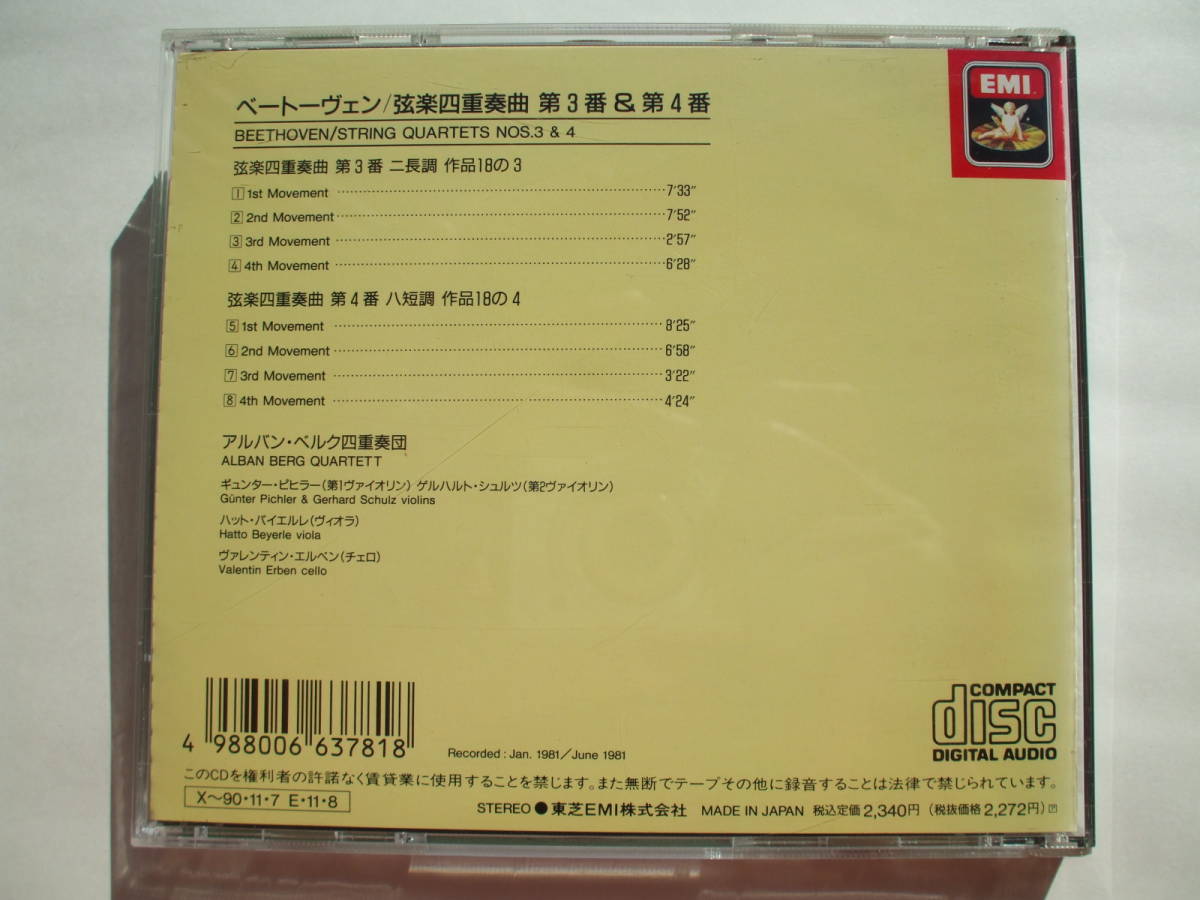 ベートーヴェン/弦楽四重奏曲 第3番&第4番
EMI
BEETHOVEN/STRING QUARTETS NOS.3 & 4
弦楽四重奏曲 第3番 ニ長調 作品18の3
1 1st Movement 7'33"
2 2nd Movement 7'52"
3 3rd Movement 2'57"
4 4th Movement 6'28"
弦楽四重奏曲 第4番 ハ短調 作品18の4
5 1st Movement 8'25"
6 2nd Movement 6'58"
7 3rd Movement 3'22"
8 4th Movement 4'24"
アルバン・ベルク四重奏団
ALBAN BERG QUARTETT
ギュンター・ピヒラー(第1ヴァイオリン) ゲルハルト・シュルツ(第2ヴァイオリン)
Günter Pichler & Gerhard Schulz violins
ハット・バイエルレ(ヴィオラ)
Hatto Beyerle viola
ヴァレンティン・エルベン(チェロ)
Valentin Erben cello
4 988006 637818
Recorded : Jan. 1981/June 1981
COMPACT
disc
DIGITAL AUDIO
このCDを権利者の許諾なく賃貸業に使用することを禁じます。また無断でテープその他に録音することは法律で禁じられています。
X〜90・11・7 E・11・8
STEREO ● 東芝EMI株式会社 MADE IN JAPAN 税込定価2,340円 (税抜価格2,272円)